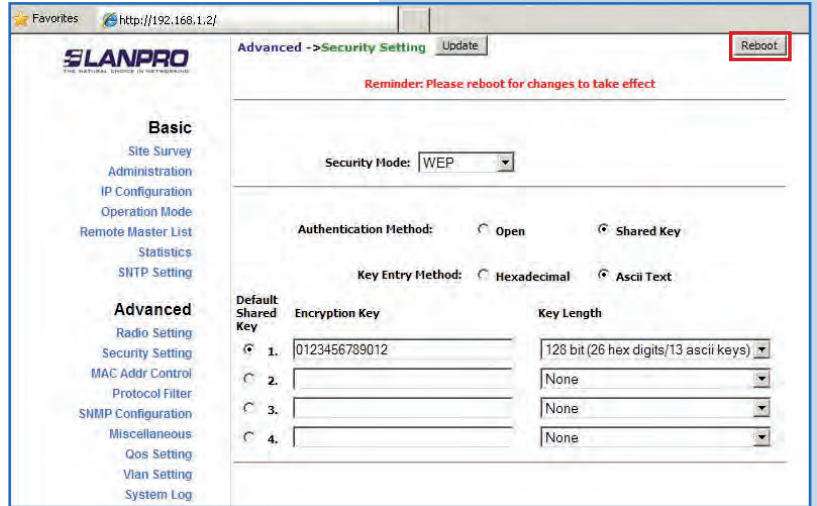 Favorites http://192.168.1.2/
LANPRO
THE NATURAL CHOICE IN NETWORKING
Advanced ->Security Setting Update Reboot
Reminder: Please reboot for changes to take effect
Basic
Site Survey
Administration
IP Configuration
Operation Mode
Remote Master List
Statistics
SNTP Setting
Advanced
Radio Setting
Security Setting
MAC Addr Control
Protocol Filter
SNMP Configuration
Miscellaneous
Qos Setting
Vlan Setting
System Log
Security Mode: WEP
Authentication Method: Open Shared Key
Key Entry Method: Hexadecimal Ascii Text
Default
Shared
Key
Encryption Key Key Length
1. 0123456789012 128 bit (26 hex digits/13 ascii keys)
2. None
3. None
4. None